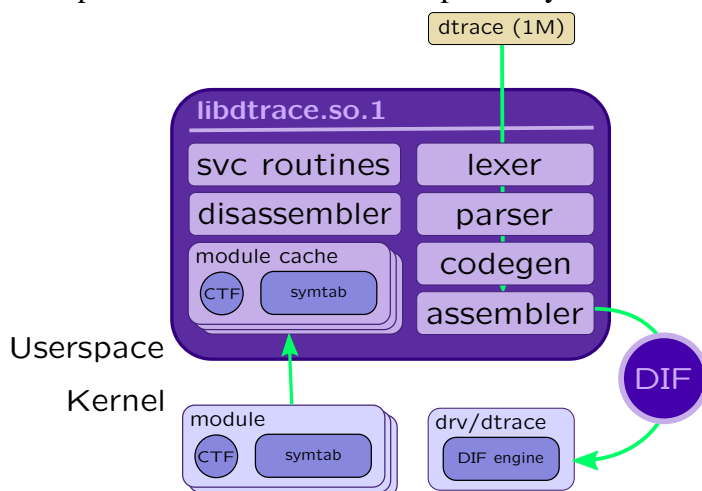 dtrace (1M)
libdtrace.so.1
svc routines
lexer
disassembler
parser
module cache
CTF
symtab
codegen
assembler
Userspace
Kernel
DIF
module
CTF
symtab
drv/dtrace
DIF engine